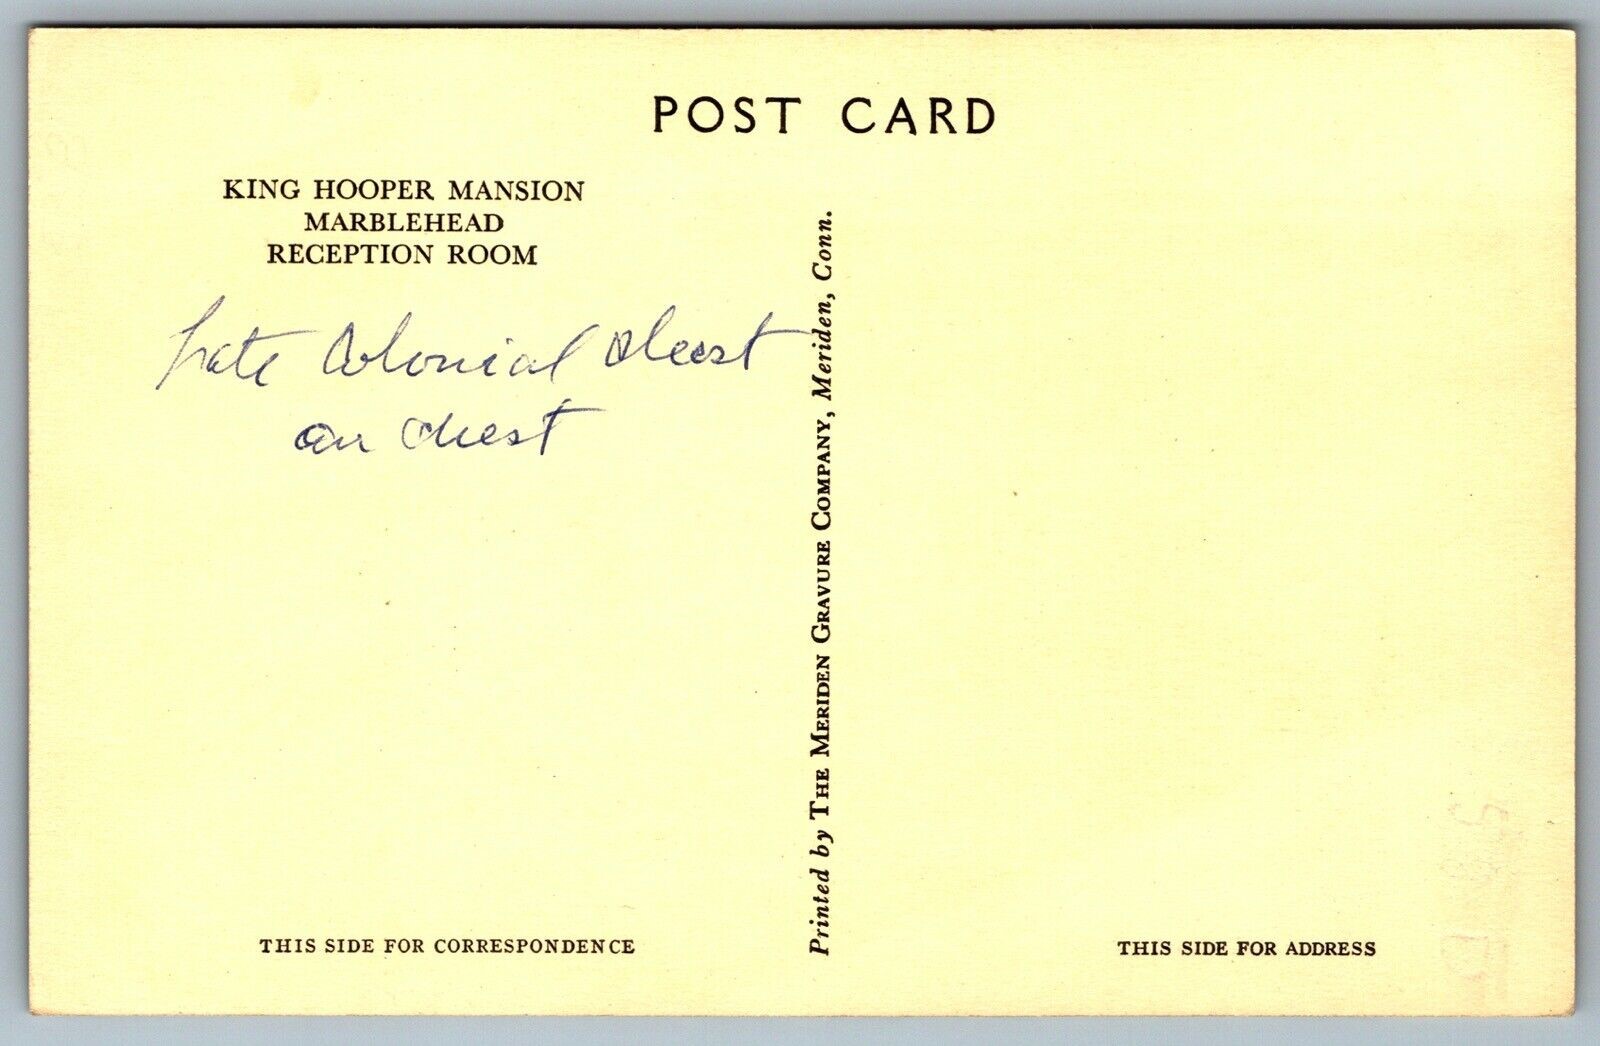 POST CARD
KING HOOPER MANSION
MARBLEHEAD
RECEPTION ROOM
Late Colonial Chest
on Chest
Printed by THE MERIDEN GRAVURE COMPANY, Meriden, Conn.
THIS SIDE FOR CORRESPONDENCE
THIS SIDE FOR ADDRESS